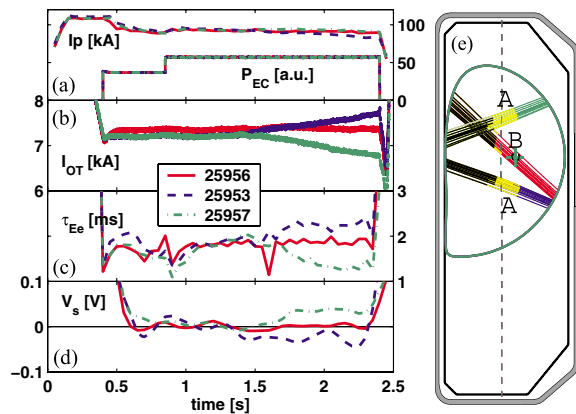 100
Ip [kA]
50
P_EC [a.u.]
(a)
0
8
(b)
7
I_OT [kA]
25956
25953
25957
6
3
τ_Ee [ms]
2
(c)
0.1
1
V_s [V]
0
(d)
-0.1
0 0.5 1 1.5 2 2.5
time [s]
(e)
A
B
A